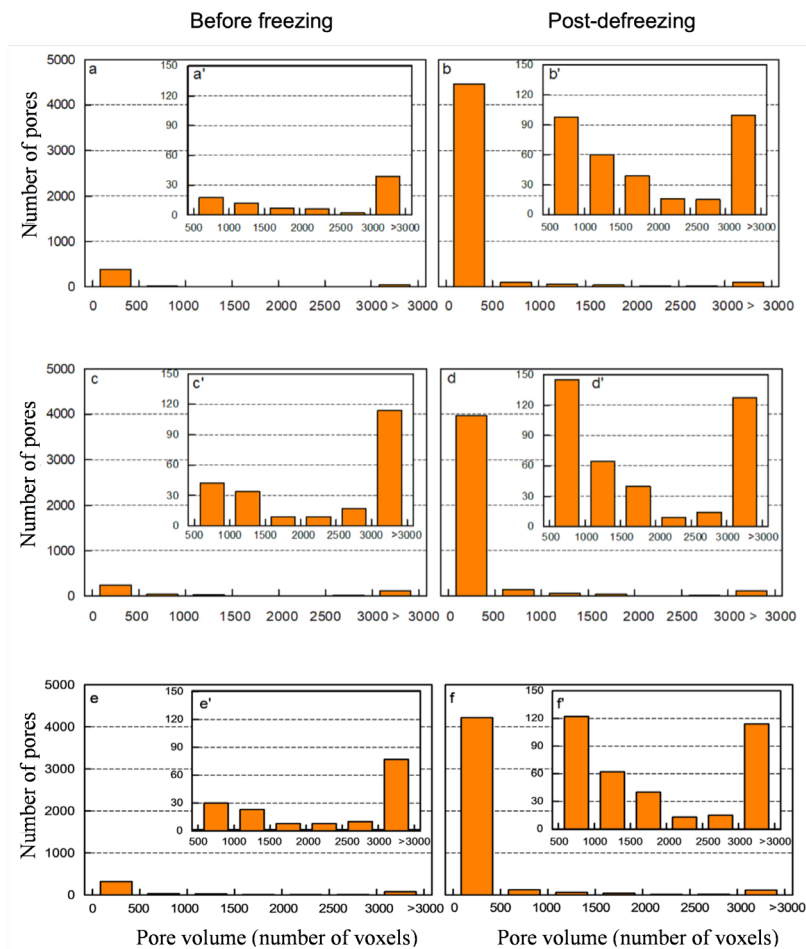 Before freezing Post-defreezing
5000 a 150 a' 5000 b 150 b'
4000 120 4000 120
3000 90 3000 90
2000 60 2000 60
1000 30 1000 30
0 0 0 0
500 1000 1500 2000 2500 3000 >3000 500 1000 1500 2000 2500 3000 >3000
0 500 1000 1500 2000 2500 3000 > 3000 0 500 1000 1500 2000 2500 3000 > 3000
Number of pores
5000 c 150 c' d 150 d'
4000 120 120
3000 90 90
2000 60 60
1000 30 30
0 0 0
500 1000 1500 2000 2500 3000 >3000 500 1000 1500 2000 2500 3000 >3000
0 500 1000 1500 2000 2500 3000 > 3000 0 500 1000 1500 2000 2500 3000 > 3000
Number of pores
5000 e 150 e' f 150 f'
4000 120 120
3000 90 90
2000 60 60
1000 30 30
0 0 0
500 1000 1500 2000 2500 3000 >3000 500 1000 1500 2000 2500 3000 >3000
0 500 1000 1500 2000 2500 3000 >3000 0 500 1000 1500 2000 2500 3000 >3000
Number of pores
Pore volume (number of voxels) Pore volume (number of voxels)